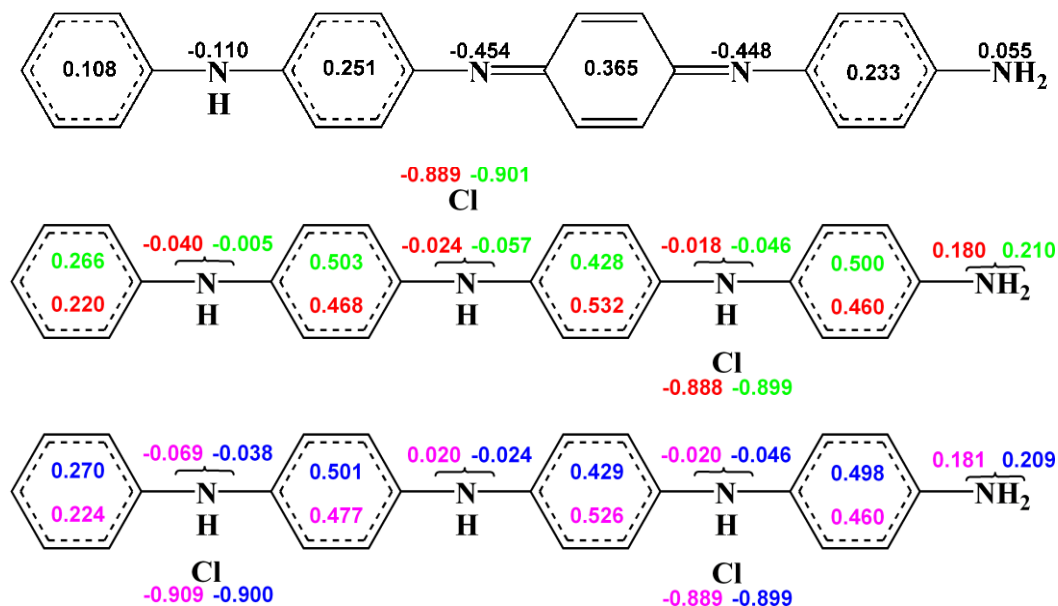 -0.110 -0.454 -0.448 0.055
0.108 N 0.251 N 0.365 N 0.233 NH2
H
-0.889 -0.901
Cl
-0.040 -0.005 -0.024 -0.057 -0.018 -0.046 0.180 0.210
0.266 0.503 0.428 0.500
N N N NH2
0.220 0.468 0.532 0.460
H H H
Cl
-0.888 -0.899
-0.069 -0.038 0.020 -0.024 -0.020 -0.046 0.181 0.209
0.270 0.501 0.429 0.498
N N N NH2
0.224 0.477 0.526 0.460
H H H
Cl Cl
-0.909 -0.900 -0.889 -0.899